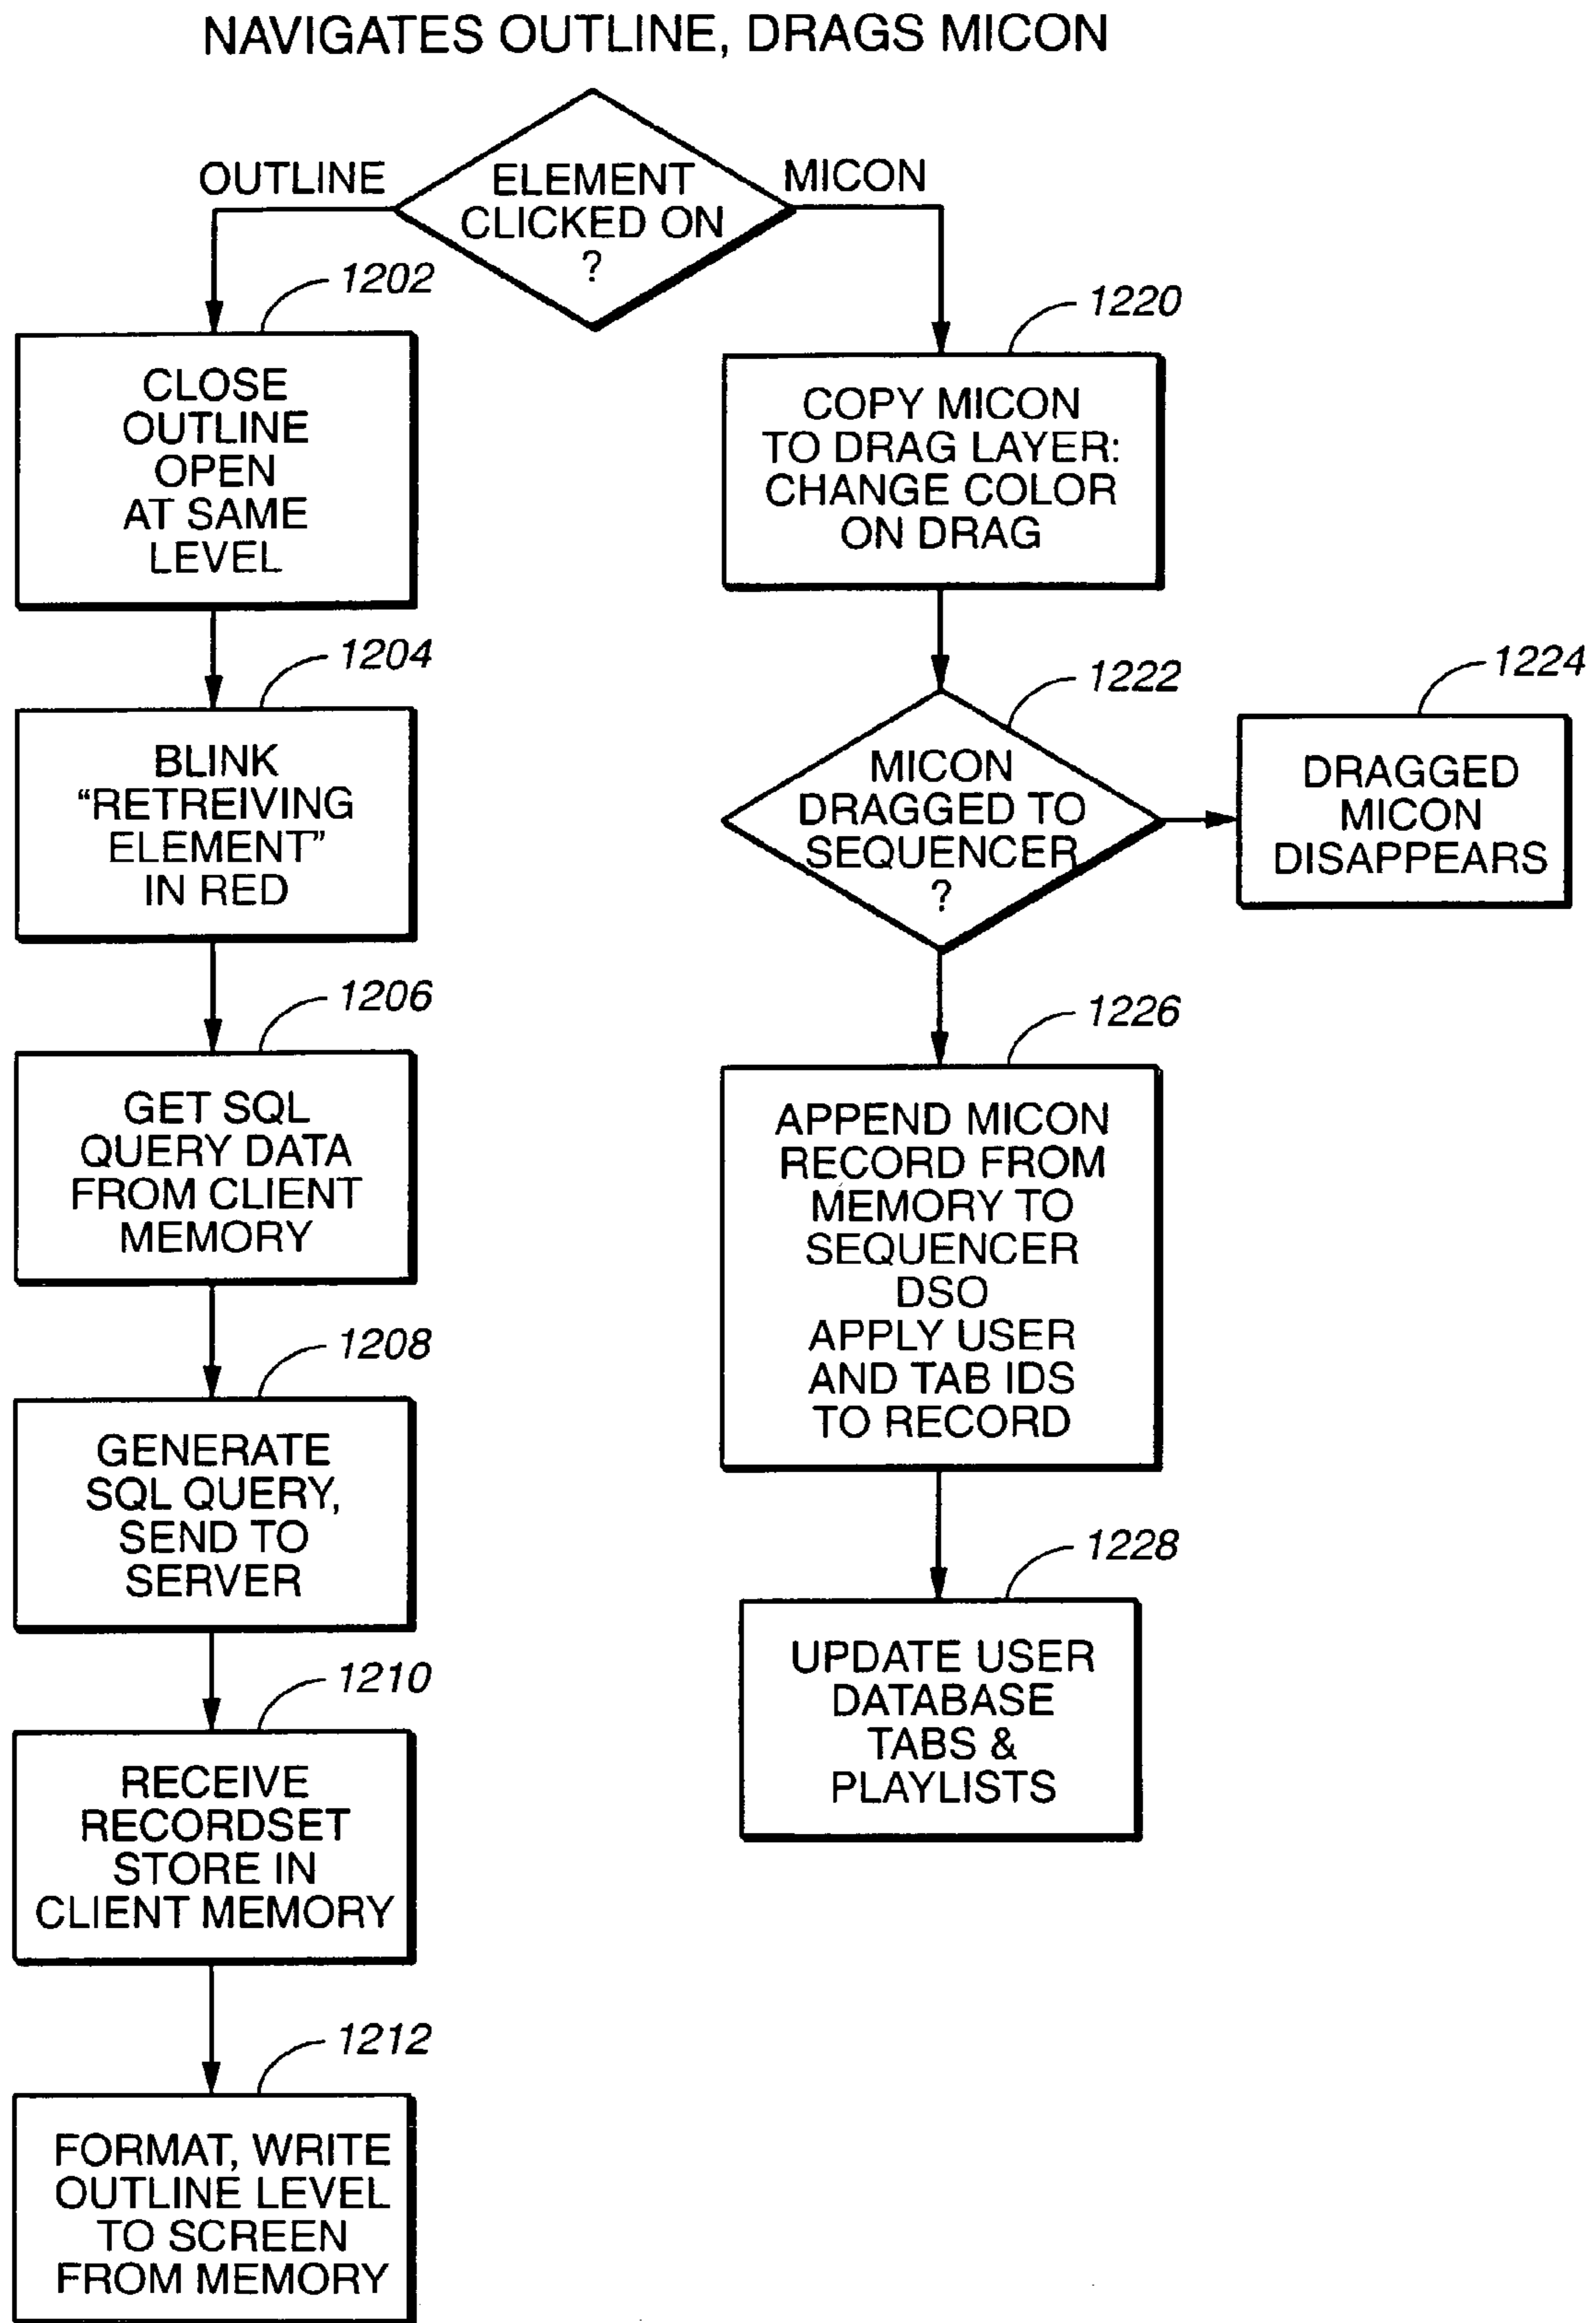 NAVIGATES OUTLINE, DRAGS MICON
ELEMENT
CLICKED ON
?
OUTLINE
MICON
1202
CLOSE
OUTLINE
OPEN
AT SAME
LEVEL
1204
BLINK
“RETREIVING
ELEMENT”
IN RED
1206
GET SQL
QUERY DATA
FROM CLIENT
MEMORY
1208
GENERATE
SQL QUERY,
SEND TO
SERVER
1210
RECEIVE
RECORDSET
STORE IN
CLIENT MEMORY
1212
FORMAT, WRITE
OUTLINE LEVEL
TO SCREEN
FROM MEMORY
1220
COPY MICON
TO DRAG LAYER:
CHANGE COLOR
ON DRAG
1222
MICON
DRAGGED TO
SEQUENCER
?
1224
DRAGGED
MICON
DISAPPEARS
1226
APPEND MICON
RECORD FROM
MEMORY TO
SEQUENCER
DSO
APPLY USER
AND TAB IDS
TO RECORD
1228
UPDATE USER
DATABASE
TABS &
PLAYLISTS